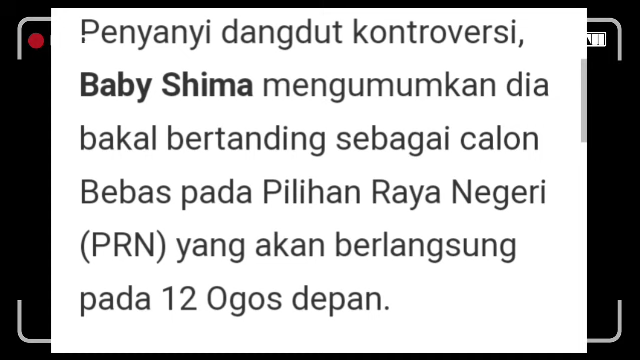 Penyanyi dangdut kontroversi,
Baby Shima mengumumkan dia
bakal bertanding sebagai calon
Bebas pada Pilihan Raya Negeri
(PRN) yang akan berlangsung
pada 12 Ogos depan.